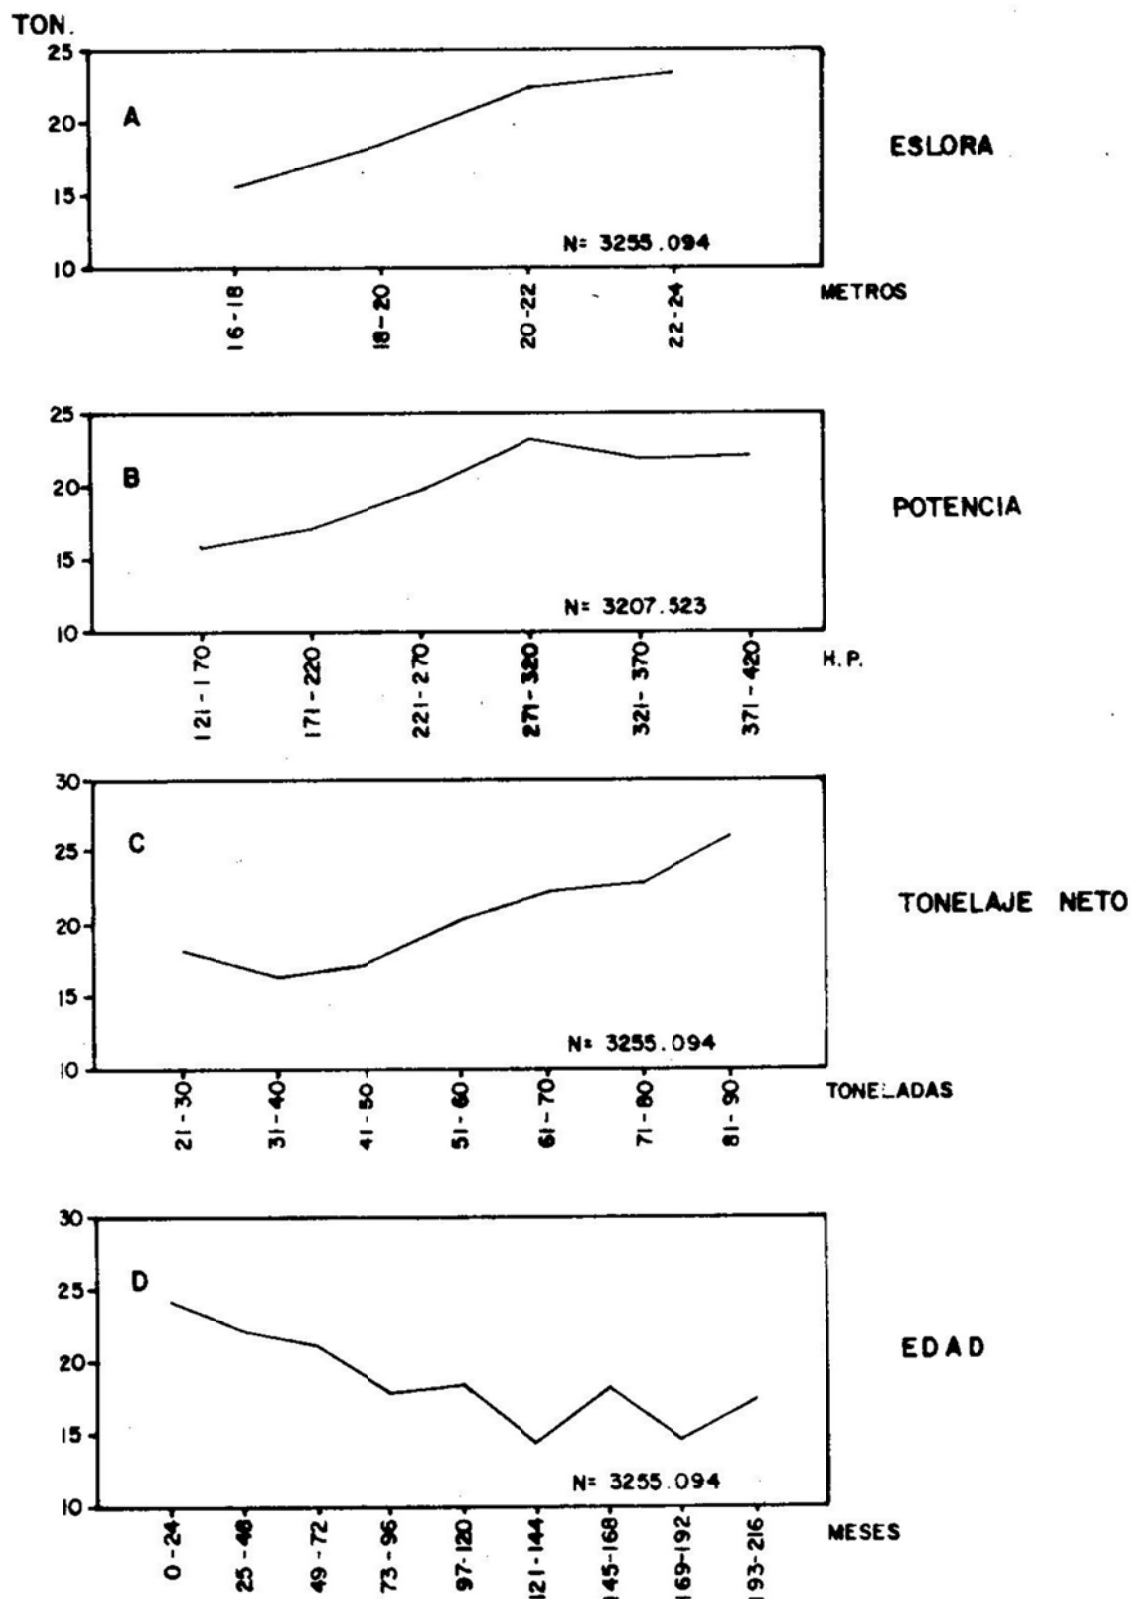 TON.
25
20
15
10
A
N= 3255.094
16-18
18-20
20-22
22-24
METROS
ESLORA
25
20
15
10
B
N= 3207.523
121-170
171-220
221-270
271-320
321-370
371-420
H.P.
POTENCIA
30
25
20
15
10
C
N= 3255.094
21-30
31-40
41-50
51-60
61-70
71-80
81-90
TONELADAS
TONELAJE NETO
30
25
20
15
10
D
N= 3255.094
0-24
25-48
49-72
73-96
97-120
121-144
145-168
169-192
193-216
MESES
EDAD